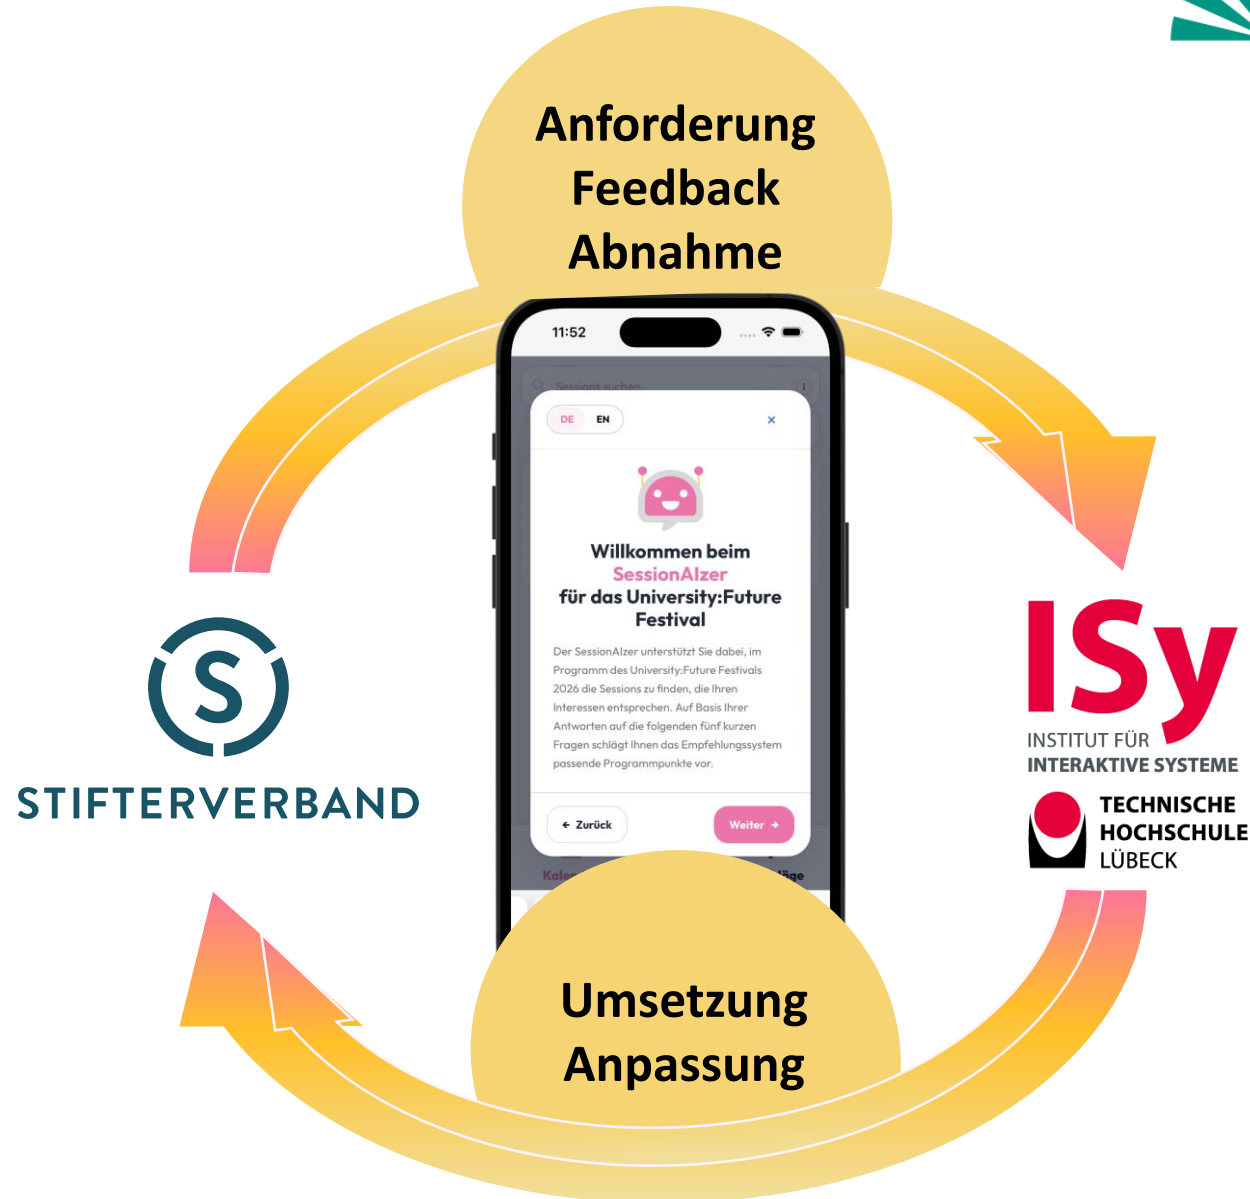 Anforderung
Feedback
Abnahme
11:52
Sessions suchen
DE EN
Willkommen beim
SessionAIzer
für das University:Future
Festival
Der SessionAIzer unterstützt Sie dabei, im
Programm des University:Future Festivals
2026 die Sessions zu finden, die Ihren
Interessen entsprechen. Auf Basis Ihrer
Antworten auf die folgenden fünf kurzen
Fragen schlägt Ihnen das Empfehlungssystem
passende Programmpunkte vor.
← Zurück
Weiter →
S
STIFTERVERBAND
ISy
INSTITUT FÜR
INTERAKTIVE SYSTEME
TECHNISCHE
HOCHSCHULE
LÜBECK
Umsetzung
Anpassung